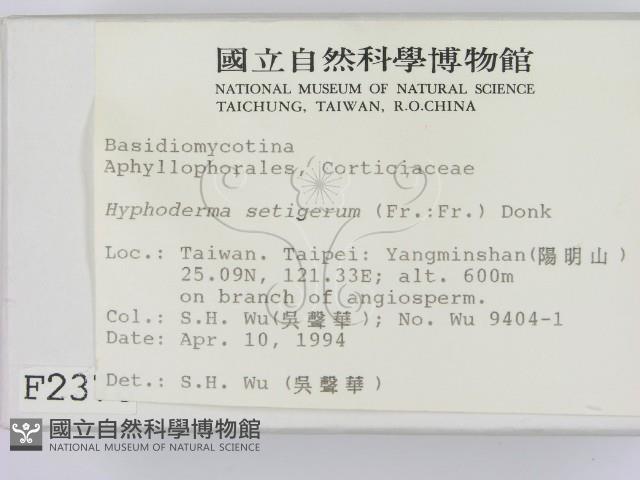 國立自然科學博物館
NATIONAL MUSEUM OF NATURAL SCIENCE
TAICHUNG, TAIWAN, R.O.CHINA
Basidiomycotina
Aphyllophorales, Corticiaceae
Hyphoderma setigerum (Fr.:Fr.) Donk
Loc.: Taiwan. Taipei: Yangminshan(陽明山)
25.09N, 121.33E; alt. 600m
on branch of angiosperm.
Col.: S.H. Wu(吳聲華); No. Wu 9404-1
Date: Apr. 10, 1994
Det.: S.H. Wu (吳聲華)
國立自然科學博物館
NATIONAL MUSEUM OF NATURAL SCIENCE